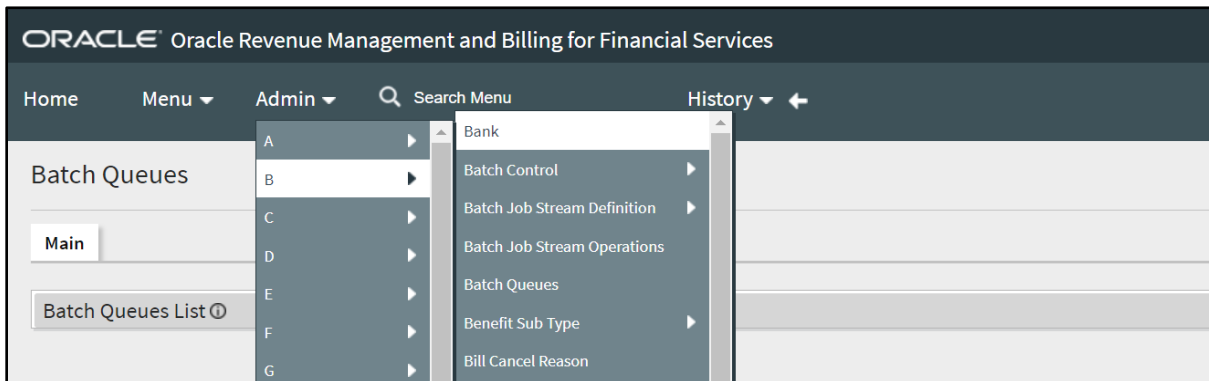 ORACLE Oracle Revenue Management and Billing for Financial Services
Home Menu Admin Search Menu History
Batch Queues
Main
Batch Queues List
A
B
C
D
E
F
G
Bank
Batch Control
Batch Job Stream Definition
Batch Job Stream Operations
Batch Queues
Benefit Sub Type
Bill Cancel Reason